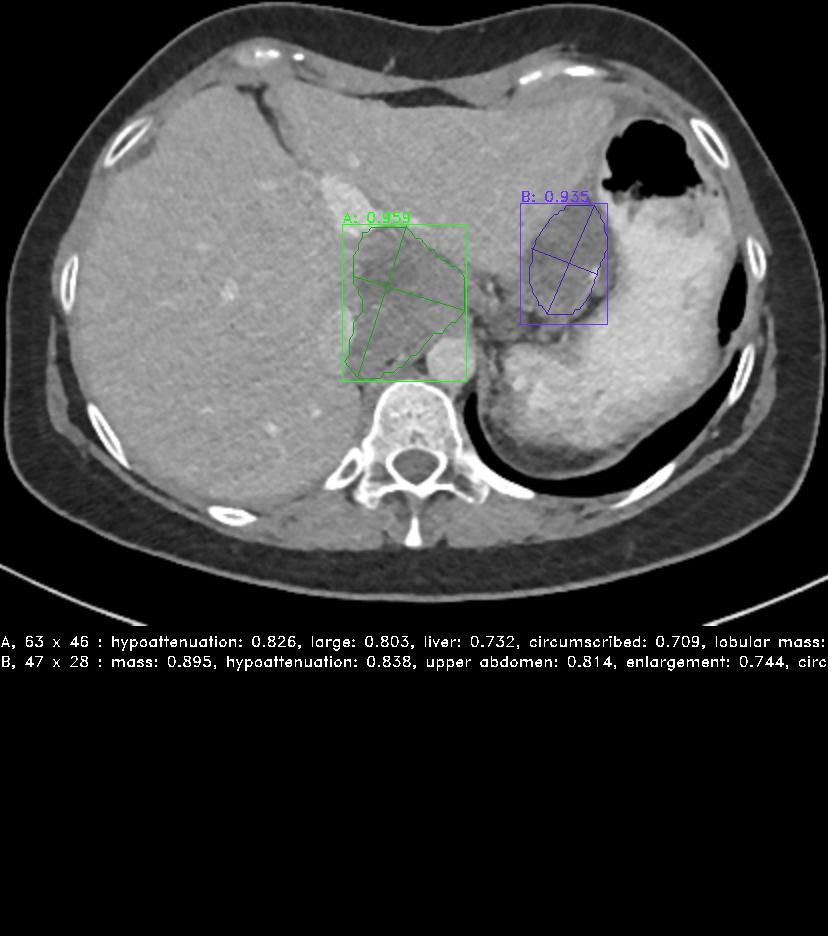 B: 0.935
A: 0.959
A, 63 x 46 : hypoattenuation: 0.826, large: 0.803, liver: 0.732, circumscribed: 0.709, lobular mass:
B, 47 x 28 : mass: 0.895, hypoattenuation: 0.838, upper abdomen: 0.814, enlargement: 0.744, circ